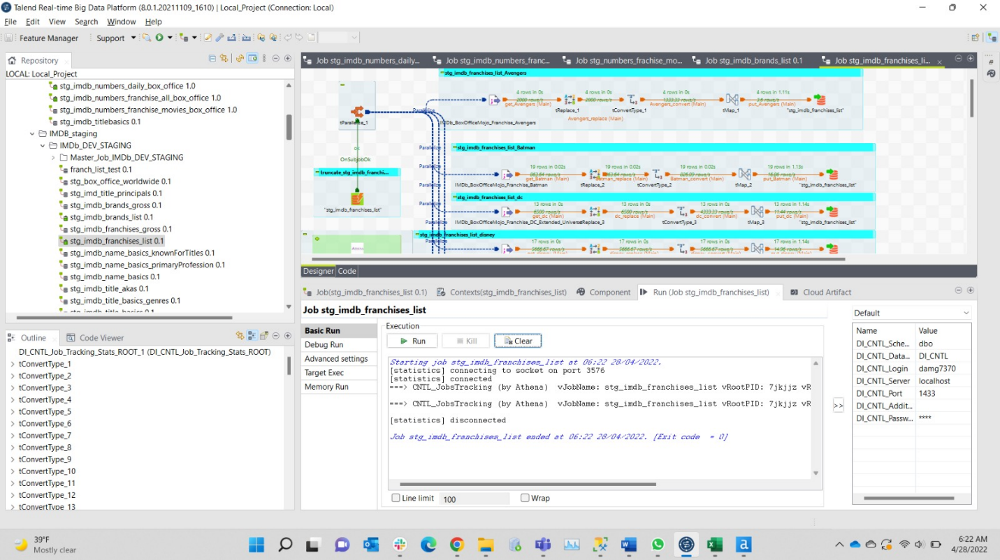 Talend Real-time Big Data Platform (8.0.1.20211109_1610) | Local_Project (Connection: Local)
File Edit View Search Window Help
Feature Manager Support
Repository
LOCAL: Local_Project
stg_imdb_numbers_daily_box_office 1.0
stg_imdb_numbers_franchise_all_box_office 1.0
stg_imdb_numbers_franchise_movies_box_office 1.0
stg_imdb_titlebasics 0.1
IMDB_staging
IMDb_DEV_STAGING
Master_Job_IMDb_DEV_STAGING
franch_list_test 0.1
stg_box_office_worldwide 0.1
stg_imd_title_principals 0.1
stg_imdb_brands_gross 0.1
stg_imdb_brands_list 0.1
stg_imdb_franchises_gross 0.1
stg_imdb_franchises_list 0.1
stg_imdb_name_basics_knownForTitles 0.1
stg_imdb_name_basics_primaryProfession 0.1
stg_imdb_name_basics 0.1
stg_imdb_title_akas 0.1
stg_imdb_title_basics_genres 0.1
stg_imdb_title_basics 0.1
Outline Code Viewer
DI_CNTL_Job_Tracking_Stats_ROOT_1 (DI_CNTL_Job_Tracking_Stats_ROOT)
tConvertType_1
tConvertType_2
tConvertType_3
tConvertType_4
tConvertType_5
tConvertType_6
tConvertType_7
tConvertType_8
tConvertType_9
tConvertType_10
tConvertType_11
tConvertType_12
tConvertType_13
Job stg_imdb_numbers_daily... Job stg_imdb_numbers_franc... Job stg_numbers_frachise_mo... Job stg_imdb_brands_list 0.1 Job stg_imdb_franchises_li...
stg_imdb_franchises_list_Avengers
4 rows in 0s 4 rows in 0s 4 rows in 0s 4 rows in 1.11s
2000 rows/s 2000 rows/s 1333.33 rows/s 3.6 rows/s
get_Avengers (Main) Avengers_convert (Main) put_Avengers (Main)
Parallelize tReplace_1 tConvertType_1 tMap_1 "stg_imdb_franchises_list"
Avengers_replace (Main)
tParallelize_1 IMDb_BoxOfficeMojo_Franchise_Avengers
ok
OnSubjobOk
truncate_stg_imdb_franchi...
"stg_imdb_franchises_list"
stg_imdb_franchises_list_Batman
19 rows in 0.02s 19 rows in 0.02s 19 rows in 0.02s 19 rows in 1.13s
get_Batman (Main) Batman_replace (Main) Batman_convert (Main) put_Batman (Main)
IMDb_BoxOfficeMojo_Franchise_Batman tReplace_2 tConvertType_2 tMap_2 "stg_imdb_franchises_list"
stg_imdb_franchises_list_dc
13 rows in 0s 13 rows in 0s 13 rows in 0s 13 rows in 1.14s
6500 rows/s 6500 rows/s 4333.33 rows/s 11.44 rows/s
get_dc (Main) dc_replace (Main) dc_convert (Main) put_dc (Main)
IMDb_BoxOfficeMojo_Franchise_DC_Extended_Universe tReplace_3 tConvertType_3 tMap_3 "stg_imdb_franchises_list"
stg_imdb_franchises_list_disney
17 rows in 0s 17 rows in 0s 17 rows in 0s 17 rows in 1.14s
5666.67 rows/s 5666.67 rows/s 5666.67 rows/s 14.96 rows/s
Designer Code
Job(stg_imdb_franchises_list 0.1) Contexts(stg_imdb_franchises_list) Component Run (Job stg_imdb_franchises_list) Cloud Artifact
Job stg_imdb_franchises_list
Basic Run
Debug Run
Advanced settings
Target Exec
Memory Run
Execution
Run Kill Clear
Starting job stg_imdb_franchises_list at 06:22 28/04/2022.
[statistics] connecting to socket on port 3576
[statistics] connected
===> CNTL_JobsTracking (by Athena) vJobName: stg_imdb_franchises_list vRootPID: 7jkjjz vR
===> CNTL_JobsTracking (by Athena) vJobName: stg_imdb_franchises_list vRootPID: 7jkjjz vR
[statistics] disconnected
Job stg_imdb_franchises_list ended at 06:22 28/04/2022. [Exit code = 0]
Line limit 100 Wrap
>>
Default
Name Value
DI_CNTL_Sche... dbo
DI_CNTL_Data... DI_CNTL
DI_CNTL_Login damg7370
DI_CNTL_Server localhost
DI_CNTL_Port 1433
DI_CNTL_Addit...
DI_CNTL_Passw... ****
39°F
Mostly clear
6:22 AM
4/28/2022